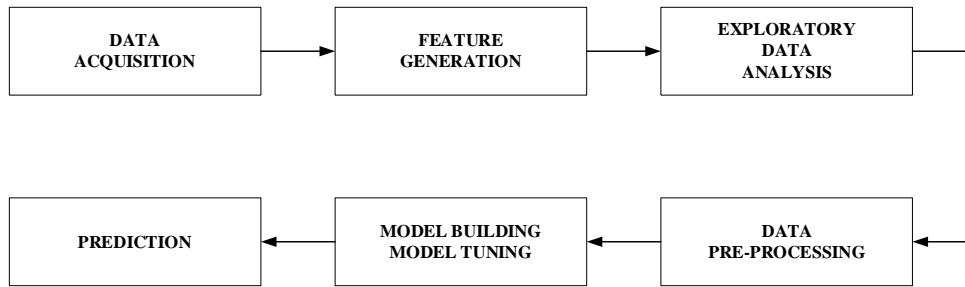 DATA
ACQUISITION
FEATURE
GENERATION
EXPLORATORY
DATA
ANALYSIS
PREDICTION
MODEL BUILDING
MODEL TUNING
DATA
PRE-PROCESSING